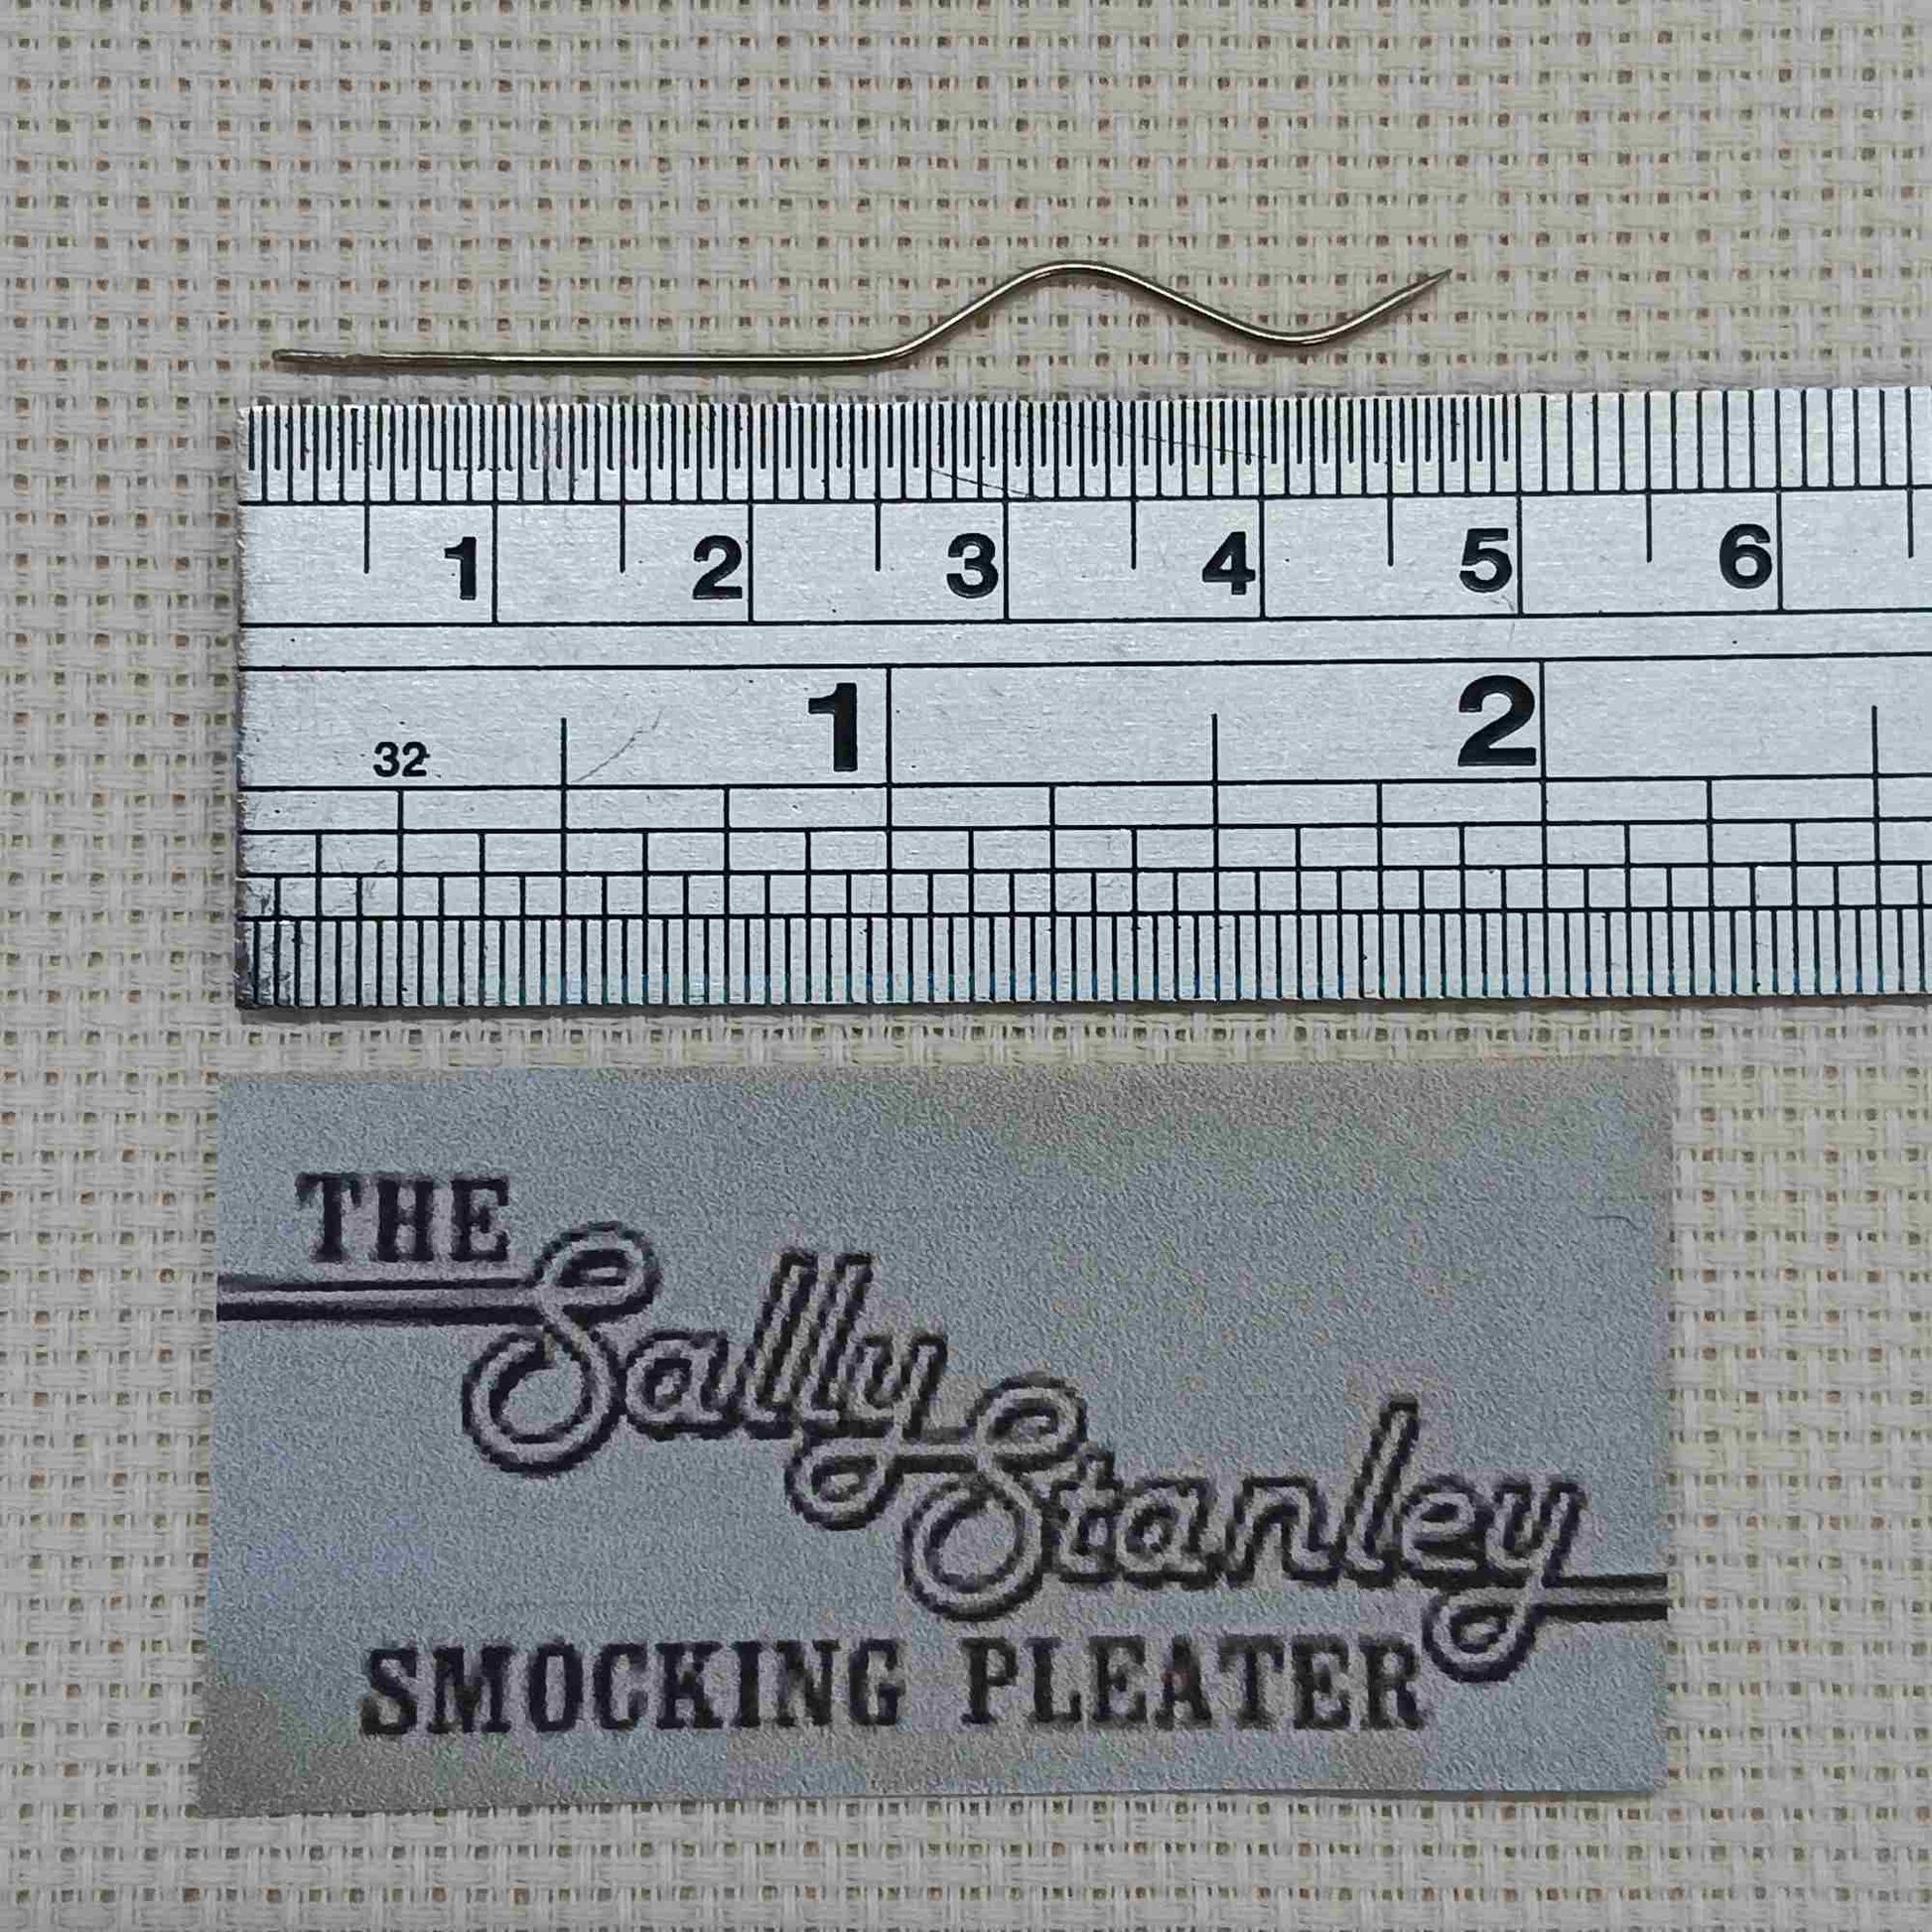 1 2 3 4 5 6
1 2
32
THE
Sally
Stanley
SMOCKING PLEATER